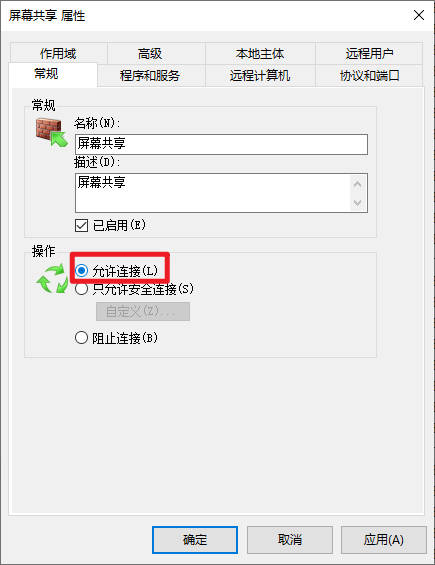 屏幕共享 属性
作用域
高级
本地主体
远程用户
常规
程序和服务
远程计算机
协议和端口
常规
名称(N):
屏幕共享
描述(D):
屏幕共享
已启用(E)
操作
允许连接(L)
只允许安全连接(S)
自定义(Z)...
阻止连接(B)
确定
取消
应用(A)